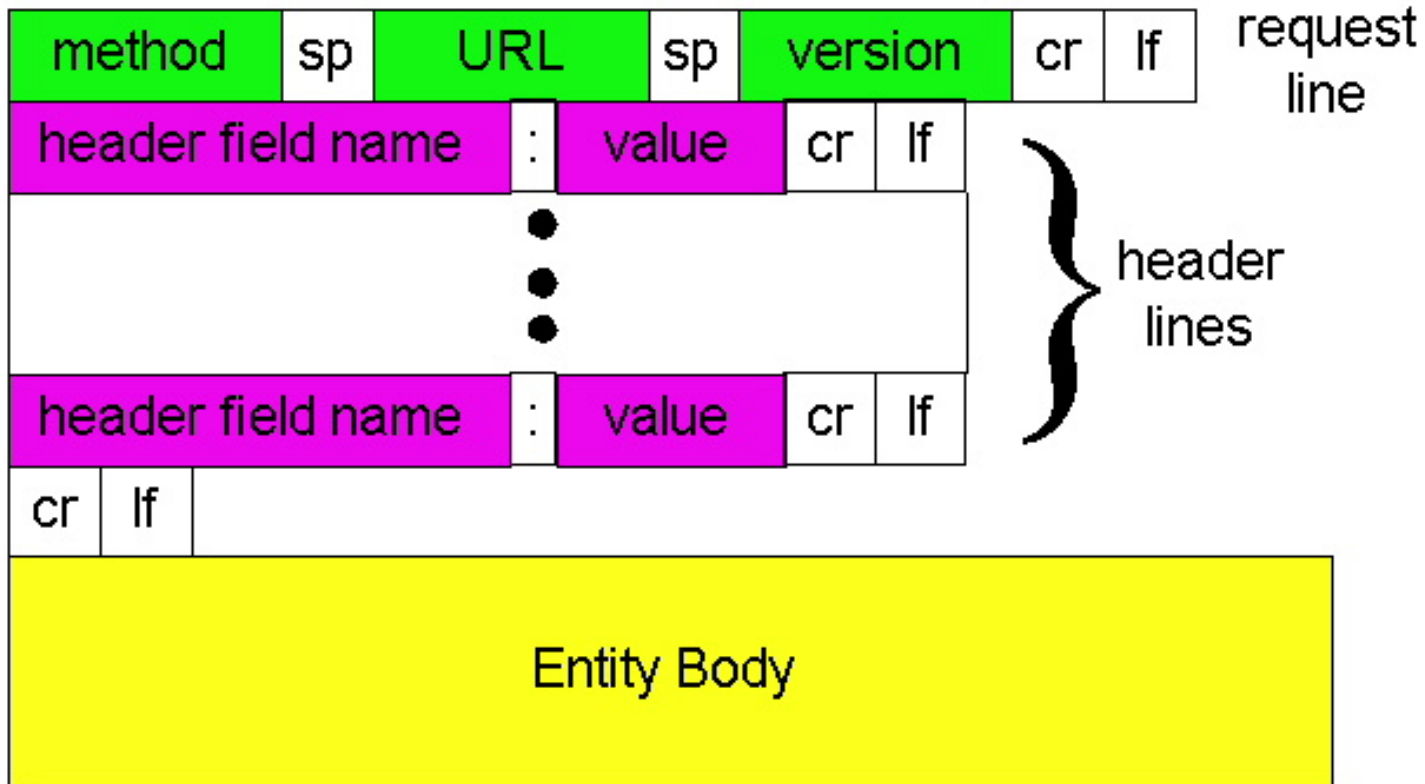 method sp URL sp version cr lf
request
line
header field name : value cr lf
header
lines
header field name : value cr lf
cr lf
Entity Body